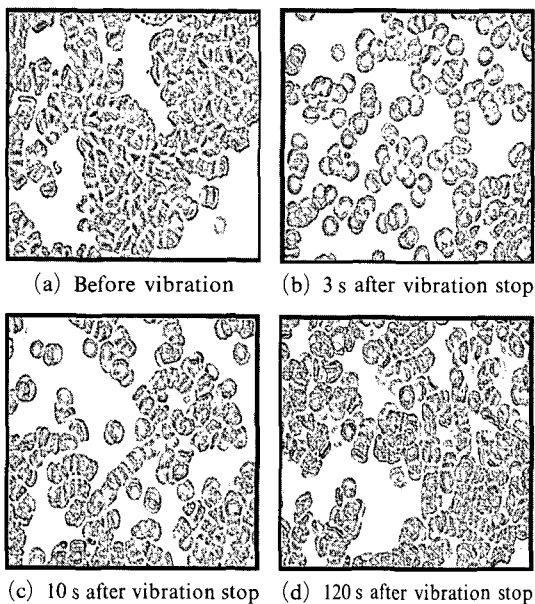 (a) Before vibration
(b) 3 s after vibration stop
(c) 10 s after vibration stop
(d) 120 s after vibration stop